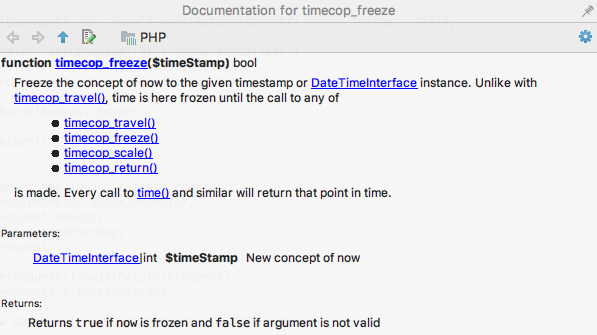 Documentation for timecop_freeze
PHP
function timecop_freeze($timeStamp) bool
Freeze the concept of now to the given timestamp or DateTimeInterface instance. Unlike with
timecop_travel(), time is here frozen until the call to any of
timecop_travel()
timecop_freeze()
timecop_scale()
timecop_return()
is made. Every call to time() and similar will return that point in time.
Parameters:
DateTimeInterface|int $timeStamp New concept of now
Returns:
Returns true if now is frozen and false if argument is not valid